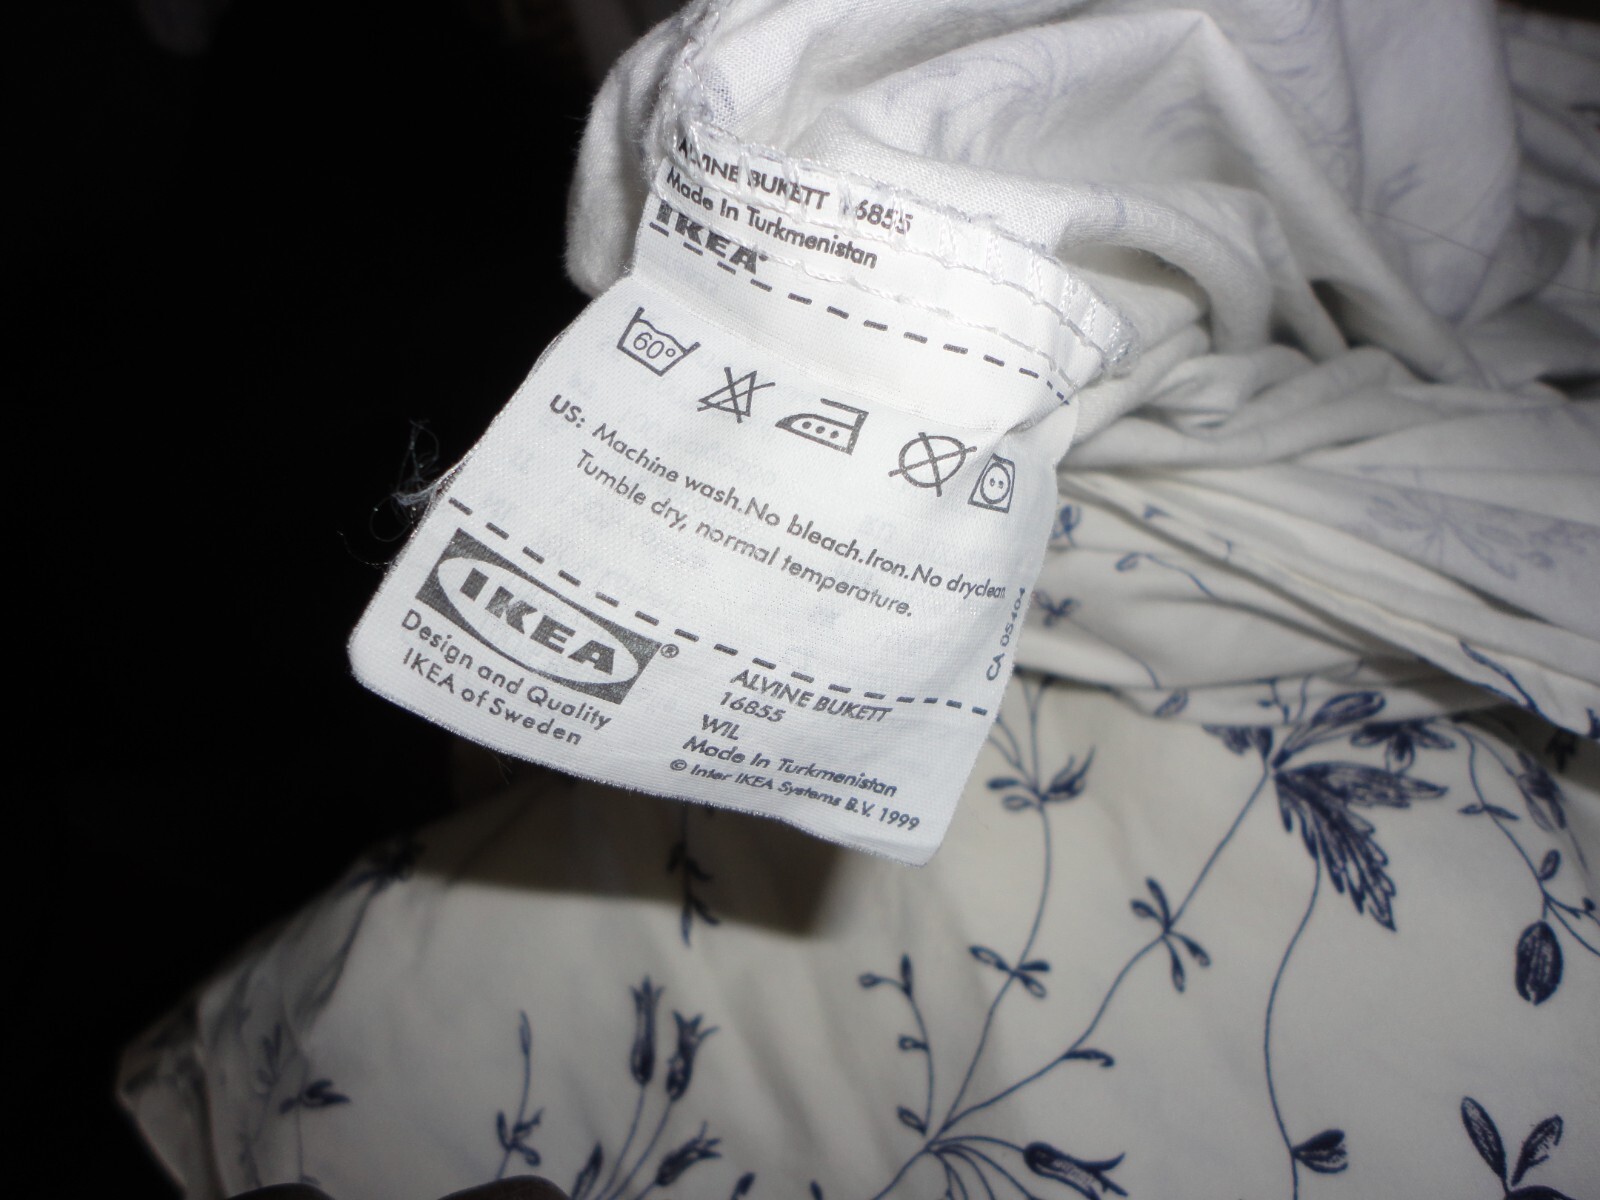 ALVINE BUKETT 16855
Made In Turkmenistan
IKEA®
60°
US: Machine wash.No bleach.Iron.No dryclean.
Tumble dry, normal temperature.
CA 05404
IKEA®
Design and Quality
IKEA of Sweden
ALVINE BUKETT
16855
WIL
Made In Turkmenistan
© Inter IKEA Systems B.V. 1999